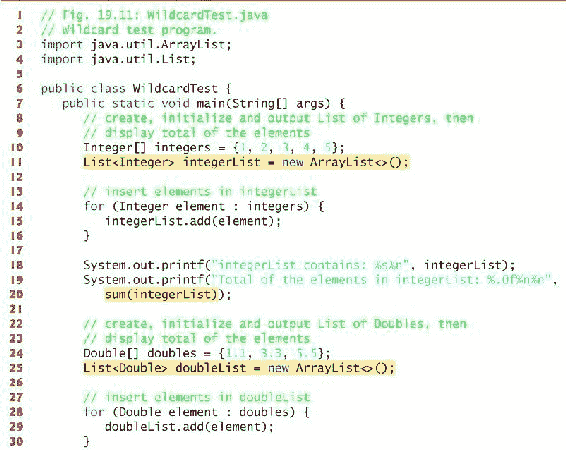 1 // Fig. 19.11: WildcardTest.java
2 // Wildcard test program.
3 import java.util.ArrayList;
4 import java.util.List;
5
6 public class WildcardTest {
7 public static void main(String[] args) {
8 // create, initialize and output List of Integers, then
9 // display total of the elements
10 Integer[] integers = {1, 2, 3, 4, 5};
11 List<Integer> integerList = new ArrayList<>();
12
13 // insert elements in integerList
14 for (Integer element : integers) {
15 integerList.add(element);
16 }
17
18 System.out.printf("integerList contains: %s%n", integerList);
19 System.out.printf("Total of the elements in integerList: %.0f%n%n",
20 sum(integerList));
21
22 // create, initialize and output List of Doubles, then
23 // display total of the elements
24 Double[] doubles = {1.1, 3.3, 5.5};
25 List<Double> doubleList = new ArrayList<>();
26
27 // insert elements in doubleList
28 for (Double element : doubles) {
29 doubleList.add(element);
30 }